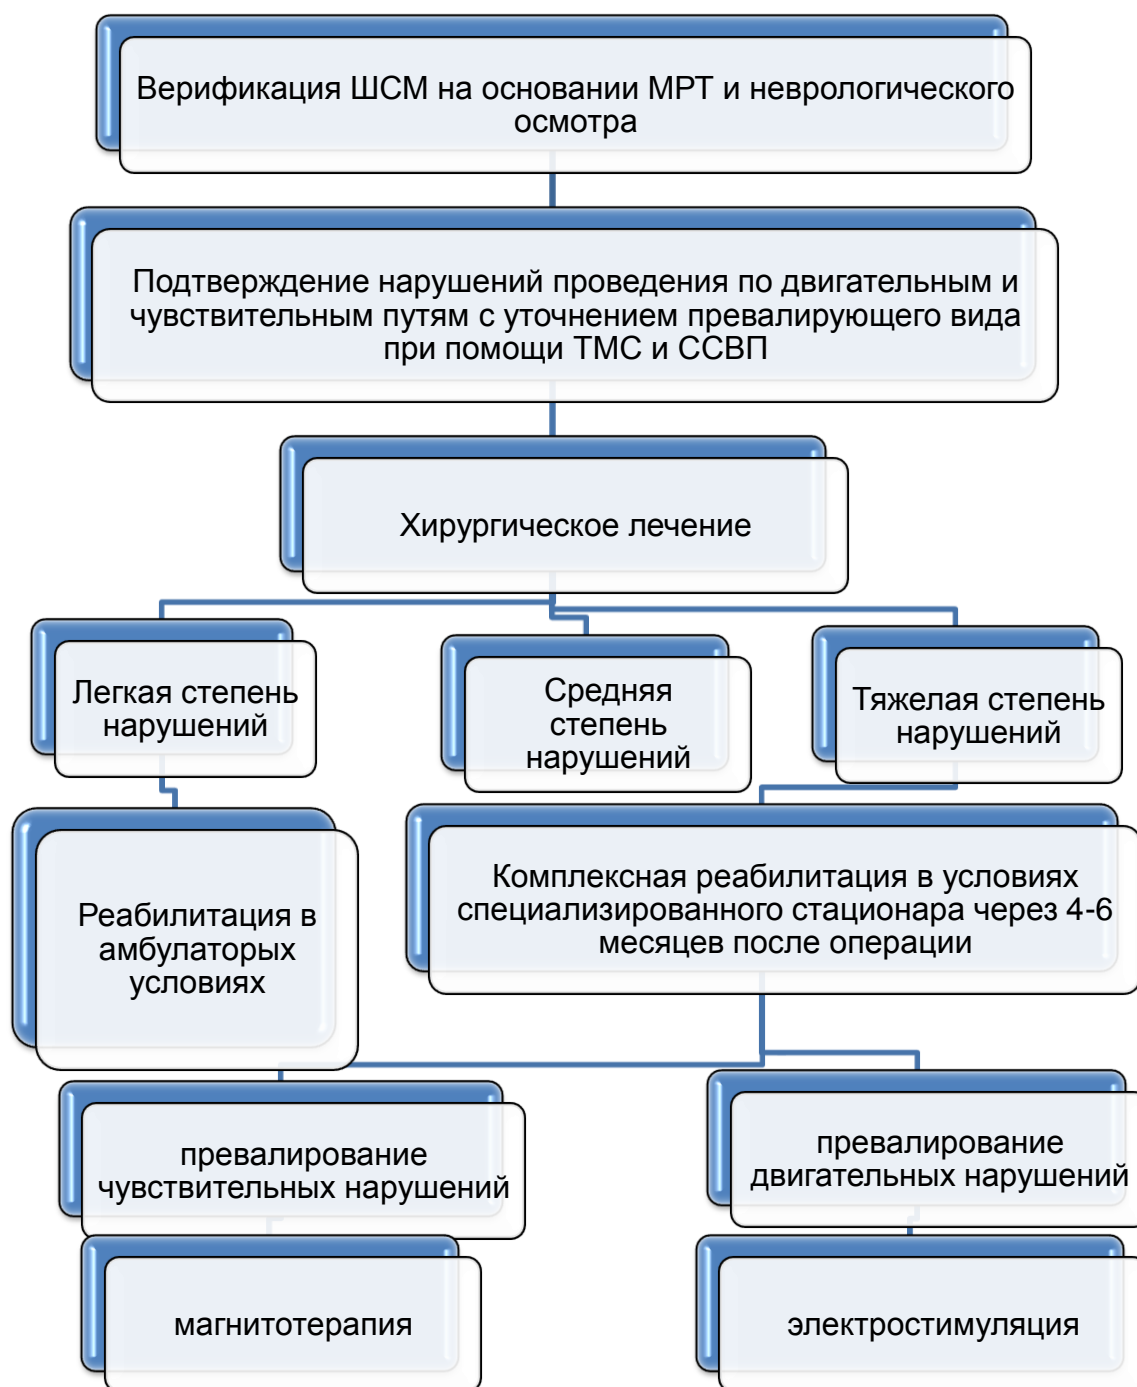 Верификация ШСМ на основании МРТ и неврологического
осмотра
Подтверждение нарушений проведения по двигательным и
чувствительным путям с уточнением превалирующего вида
при помощи ТМС и ССВП
Хирургическое лечение
Легкая степень
нарушений
Средняя
степень
нарушений
Тяжелая степень
нарушений
Реабилитация в
амбулаторых
условиях
Комплексная реабилитация в условиях
специализированного стационара через 4-6
месяцев после операции
превалирование
чувствительных нарушений
превалирование
двигательных нарушений
магнитотерапия
электростимуляция